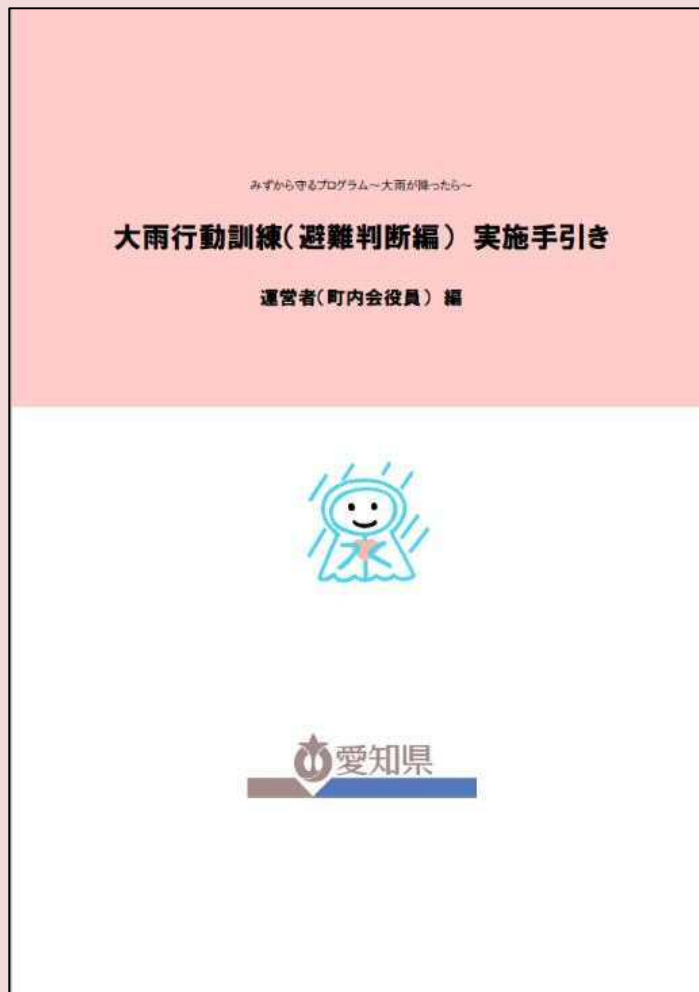 みずから守るプログラム～大雨が降ったら～
大雨行動訓練(避難判断編) 実施手引き
運営者(町内会役員) 編
水
愛知県